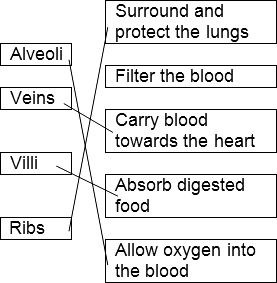 Alveoli
Veins
Villi
Ribs
Surround and
protect the lungs
Filter the blood
Carry blood
towards the heart
Absorb digested
food
Allow oxygen into
the blood